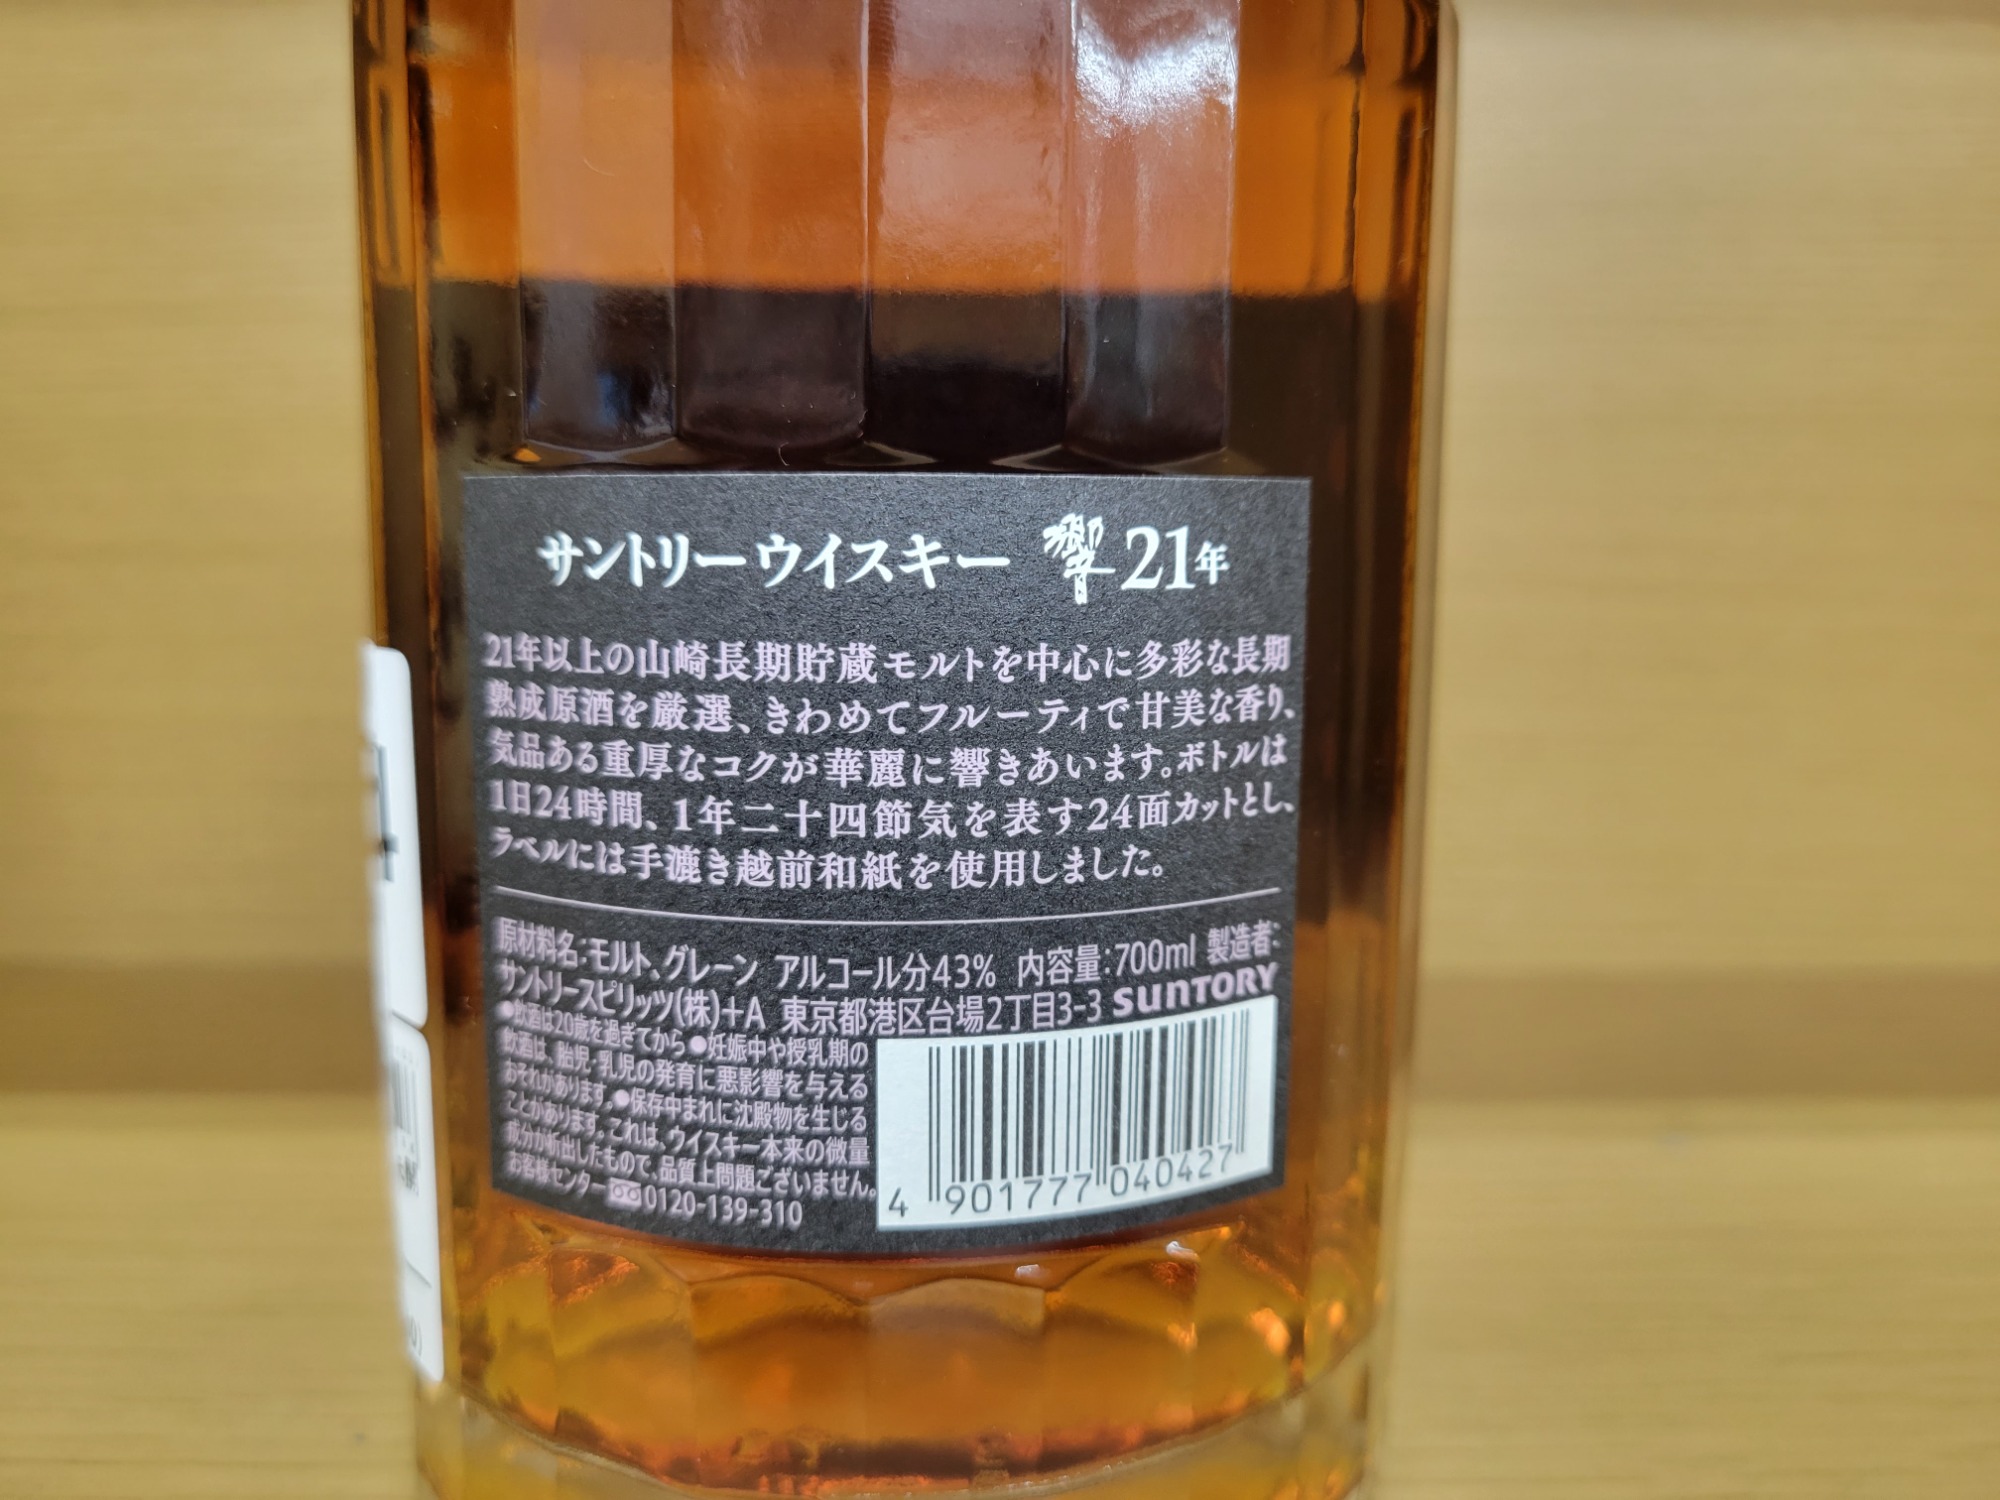 サントリーウイスキー 響 21年
21年以上の山崎長期貯蔵モルトを中心に多彩な長期
熟成原酒を厳選、きわめてフルーティで甘美な香り、
気品ある重厚なコクが華麗に響きあいます。ボトルは
1日24時間、1年二十四節気を表す24面カットとし、
ラベルには手漉き越前和紙を使用しました。
原材料名:モルト、グレーン アルコール分43% 内容量:700ml 製造者:
サントリースピリッツ(株)+A 東京都港区台場2丁目3-3 SUNTORY
●飲酒は20歳を過ぎてから ●妊娠中や授乳期の
飲酒は、胎児・乳児の発育に悪影響を与える
おそれがあります。●保存中まれに沈殿物を生じる
ことがあります。これは、ウイスキー本来の微量
成分が析出したもので、品質上問題ございません。
お客様センター 0120-139-310
4 901777 040427